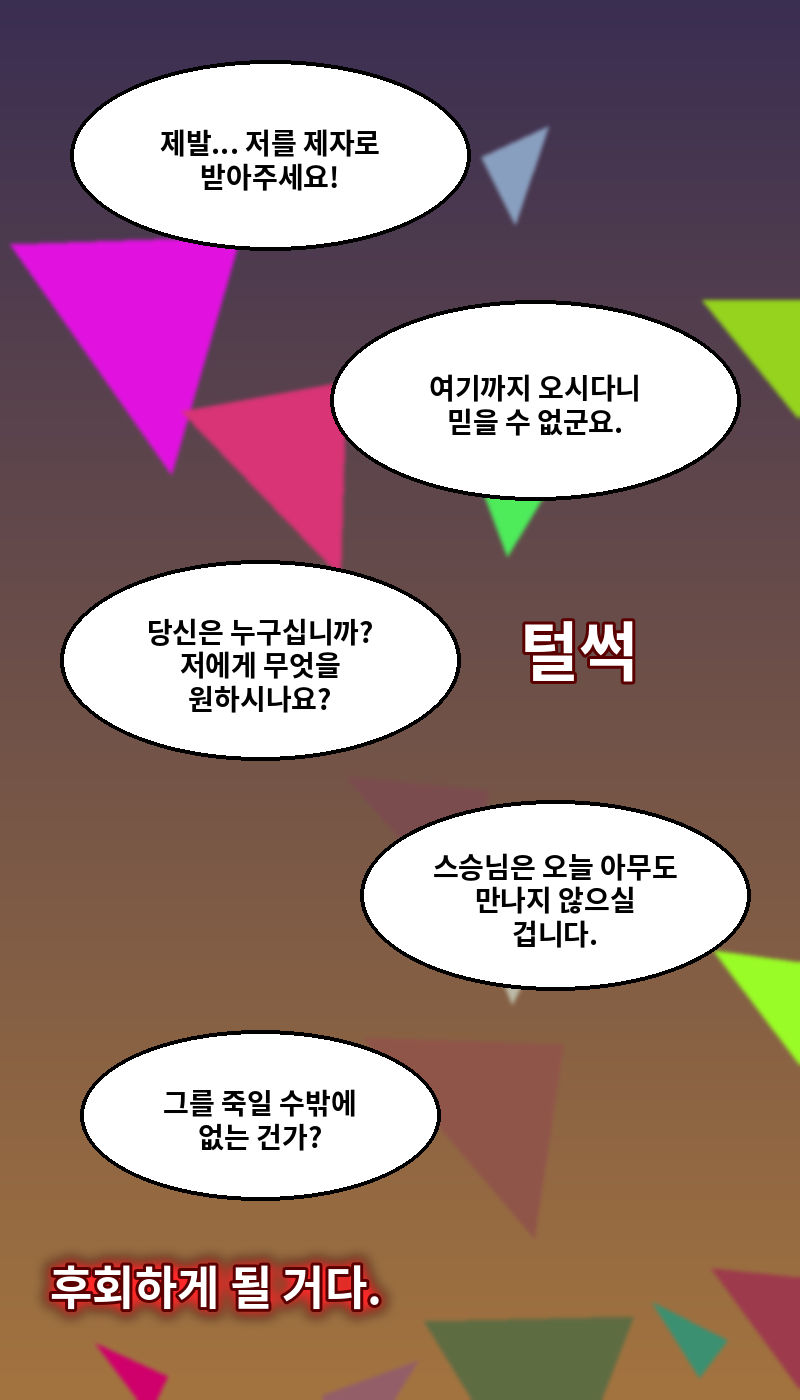 제발... 저를 제자로
받아주세요!
여기까지 오시다니
믿을 수 없군요.
당신은 누구십니까?
저에게 무엇을
원하시나요?
털썩
스승님은 오늘 아무도
만나지 않으실
겁니다.
그를 죽일 수밖에
없는 건가?
후회하게 될 거다.